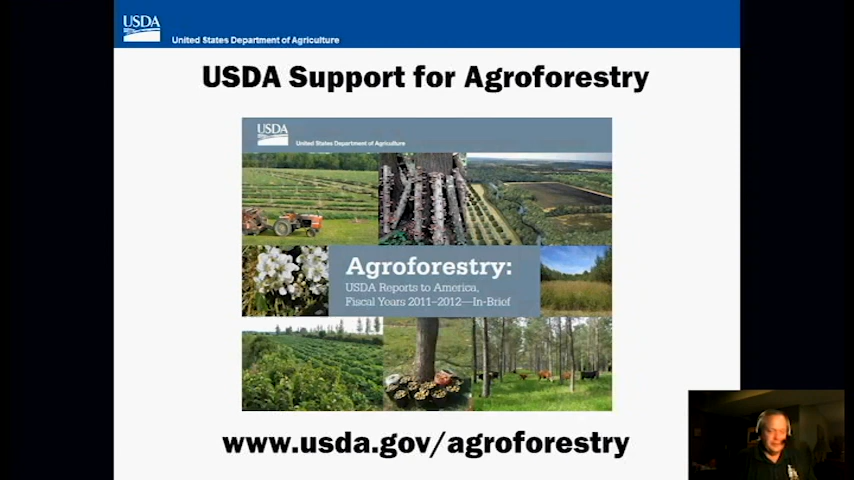 USDA
United States Department of Agriculture
USDA Support for Agroforestry
USDA
United States Department of Agriculture
Agroforestry:
USDA Reports to America,
Fiscal Years 2011–2012—In-Brief
www.usda.gov/agroforestry